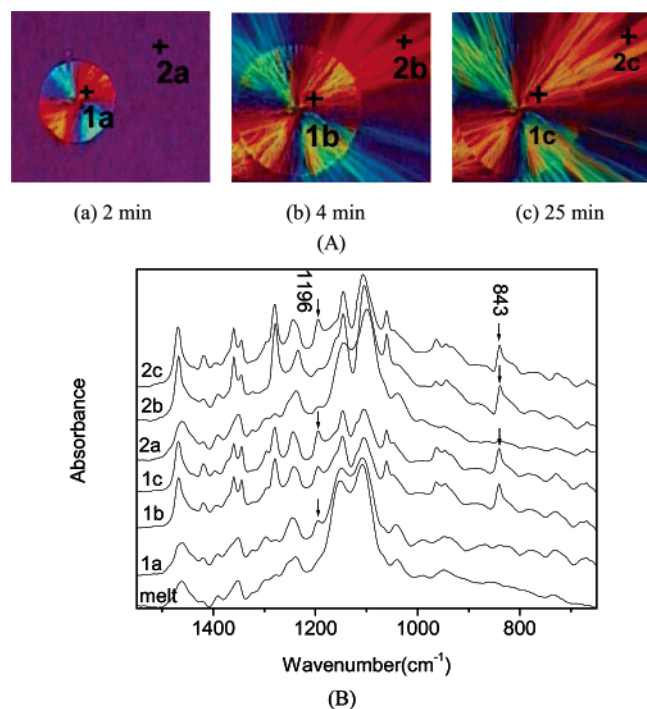 + 2a
+ 1a
+ 2b
+ 1b
+ 2c
+ 1c
(a) 2 min (b) 4 min (c) 25 min
(A)
1196
843
2c
2b
2a
1c
1b
1a
melt
Absorbance
1400 1200 1000 800
Wavenumber(cm⁻¹)
(B)